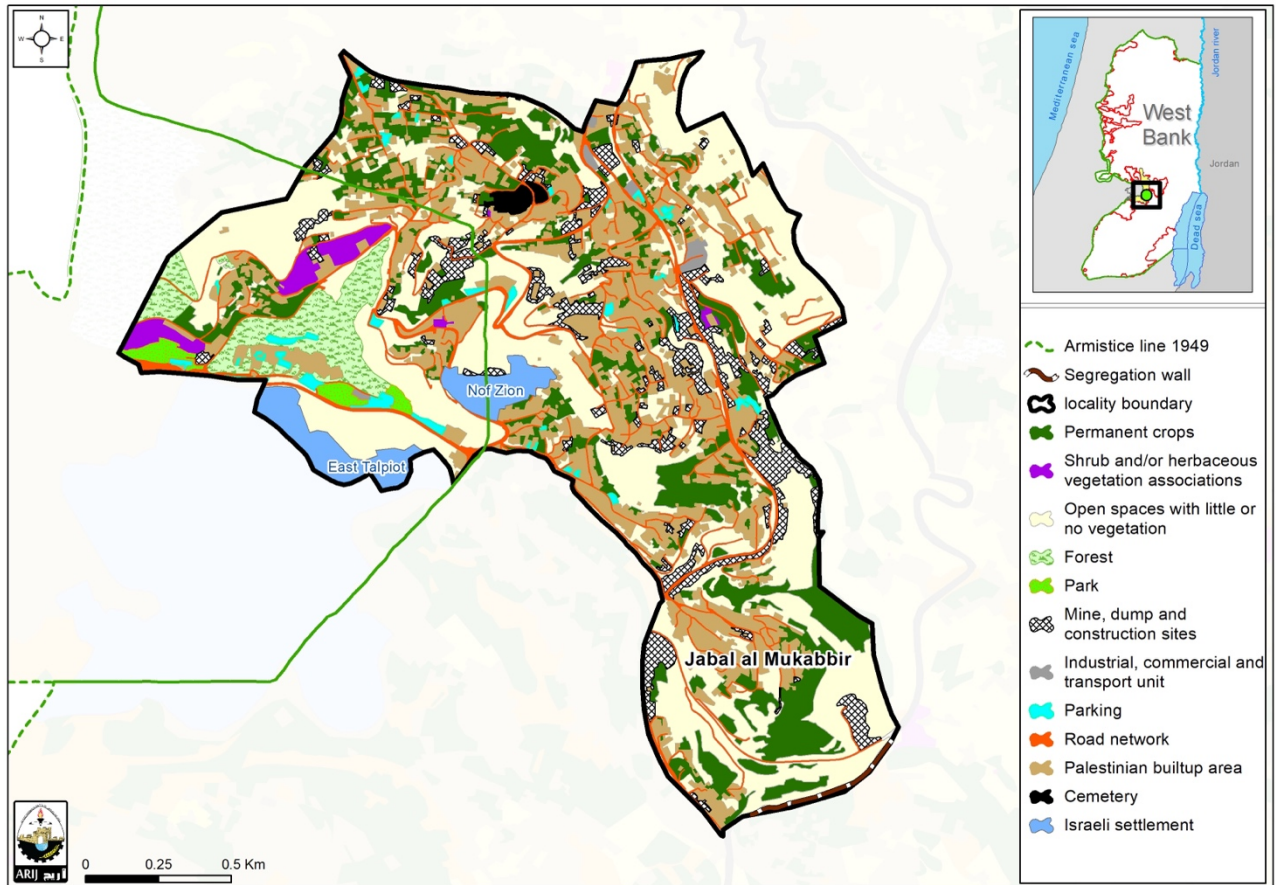 N
W
E
S
Nof Zion
East Talpiot
Jabal al Mukabbir
ARIJ أريج
0
0.25
0.5 Km
Mediterranean sea
Jordan river
West
Bank
Jordan
Dead sea
Armistice line 1949
Segregation wall
locality boundary
Permanent crops
Shrub and/or herbaceous
vegetation associations
Open spaces with little or
no vegetation
Forest
Park
Mine, dump and
construction sites
Industrial, commercial and
transport unit
Parking
Road network
Palestinian builtup area
Cemetery
Israeli settlement